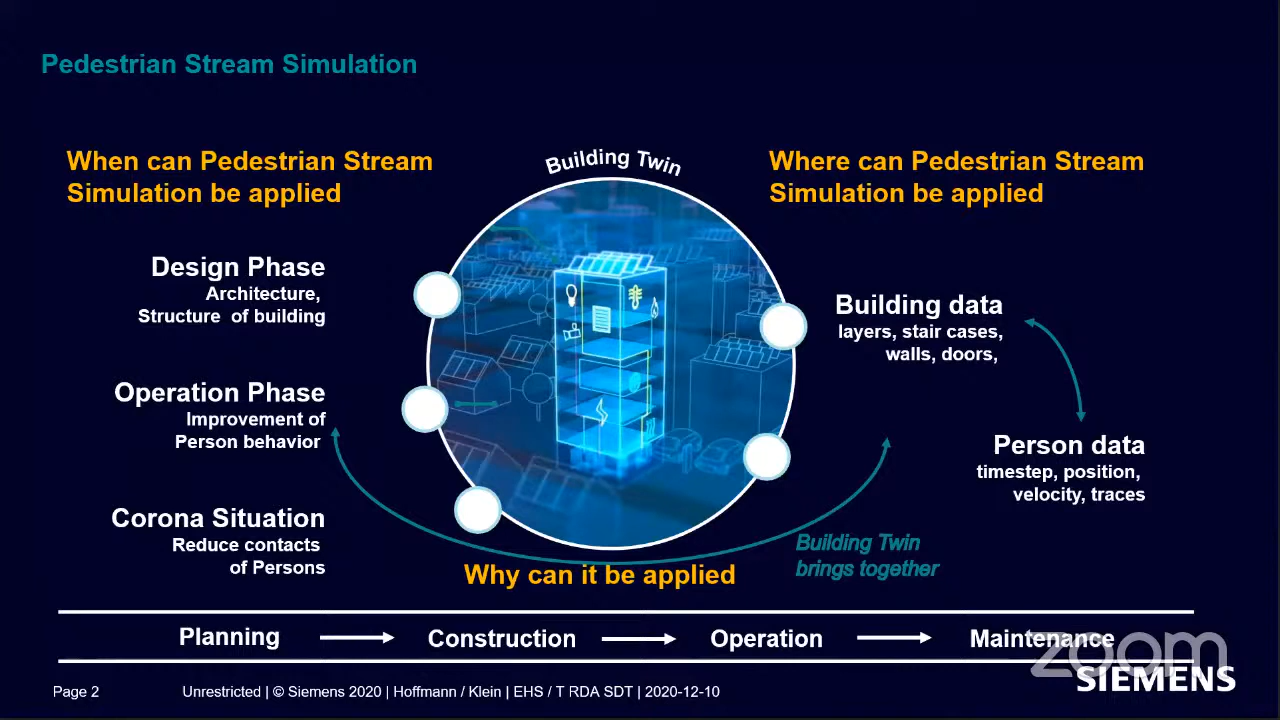 Pedestrian Stream Simulation
When can Pedestrian Stream
Simulation be applied
Building Twin
Where can Pedestrian Stream
Simulation be applied
Design Phase
Architecture,
Structure of building
Operation Phase
Improvement of
Person behavior
Corona Situation
Reduce contacts
of Persons
Building data
layers, stair cases,
walls, doors,
Person data
timestep, position,
velocity, traces
Building Twin
brings together
Why can it be applied
Planning
Construction
Operation
Maintenance
zoom
SIEMENS
Page 2
Unrestricted | © Siemens 2020 | Hoffmann / Klein | EHS / T RDA SDT | 2020-12-10